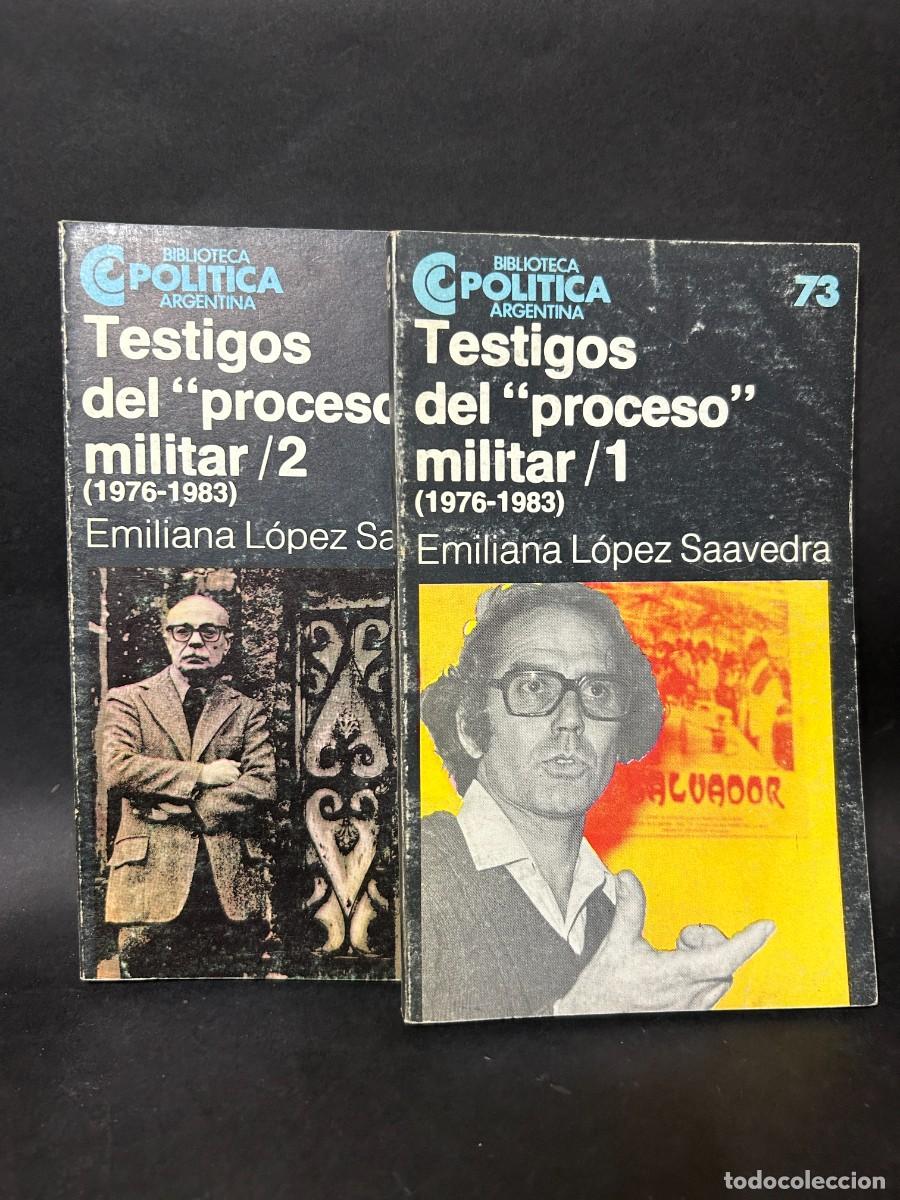 BIBLIOTECA
POLITICA
ARGENTINA
Testigos
del “proceso
militar/2
(1976-1983)
Emiliana López Sa
BIBLIOTECA
POLITICA
ARGENTINA
73
Testigos
del “proceso”
militar/1
(1976-1983)
Emiliana López Saavedra
ALVADOR
todocoleccion